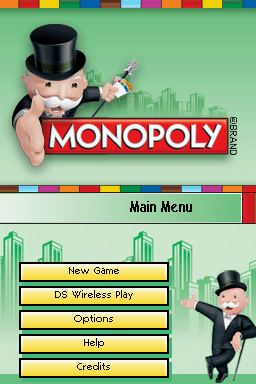 MONOPOLY
®BRAND
Main Menu
New Game
DS Wireless Play
Options
Help
Credits